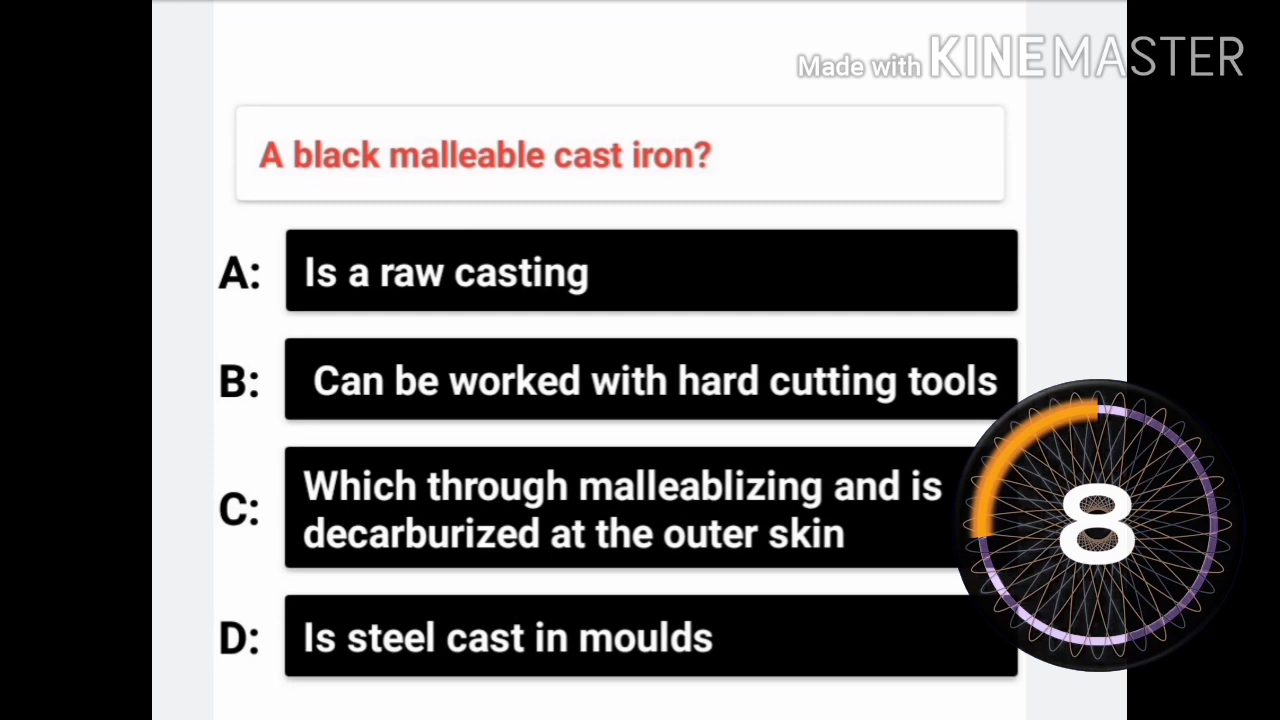 Made with KINEMASTER
A black malleable cast iron?
A: Is a raw casting
B: Can be worked with hard cutting tools
C: Which through malleablizing and is
decarburized at the outer skin
D: Is steel cast in moulds
8